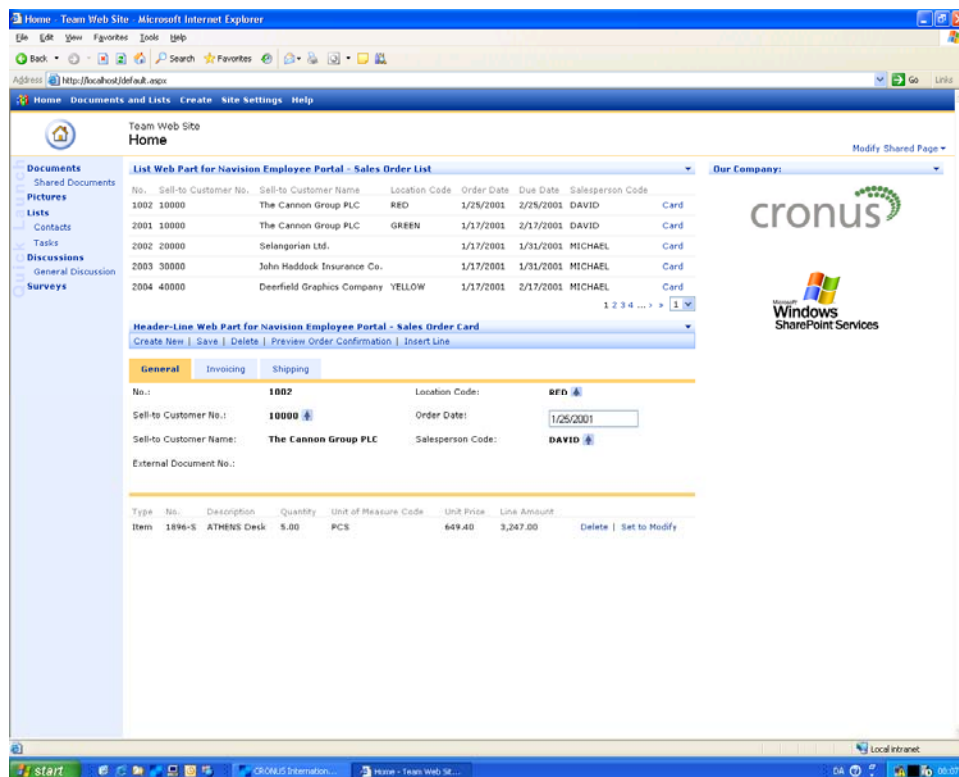 Home - Team Web Site - Microsoft Internet Explorer
File Edit View Favorites Tools Help
Back Search Favorites
Address http://localhost/default.aspx Go Links
Home Documents and Lists Create Site Settings Help
Team Web Site
Home
Modify Shared Page
Quick Launch
Documents
Shared Documents
Pictures
Lists
Contacts
Tasks
Discussions
General Discussion
Surveys
List Web Part for Navision Employee Portal - Sales Order List
No. Sell-to Customer No. Sell-to Customer Name Location Code Order Date Due Date Salesperson Code
1002 10000 The Cannon Group PLC RED 1/25/2001 2/25/2001 DAVID Card
2001 10000 The Cannon Group PLC GREEN 1/17/2001 2/17/2001 DAVID Card
2002 20000 Selangorian Ltd. 1/17/2001 1/31/2001 MICHAEL Card
2003 30000 John Haddock Insurance Co. 1/17/2001 1/31/2001 MICHAEL Card
2004 40000 Deerfield Graphics Company YELLOW 1/17/2001 2/17/2001 MICHAEL Card
1 2 3 4 ... > » 1
Header-Line Web Part for Navision Employee Portal - Sales Order Card
Create New | Save | Delete | Preview Order Confirmation | Insert Line
General Invoicing Shipping
No.: 1002 Location Code: RED
Sell-to Customer No.: 10000 Order Date: 1/25/2001
Sell-to Customer Name: The Cannon Group PLC Salesperson Code: DAVID
External Document No.:
Type No. Description Quantity Unit of Measure Code Unit Price Line Amount
Item 1896-S ATHENS Desk 5.00 PCS 649.40 3,247.00 Delete | Set to Modify
Our Company:
cronus
Microsoft
Windows
SharePoint Services
Local intranet
start CRONUS Internation... Home - Team Web Sit... DA 00:07